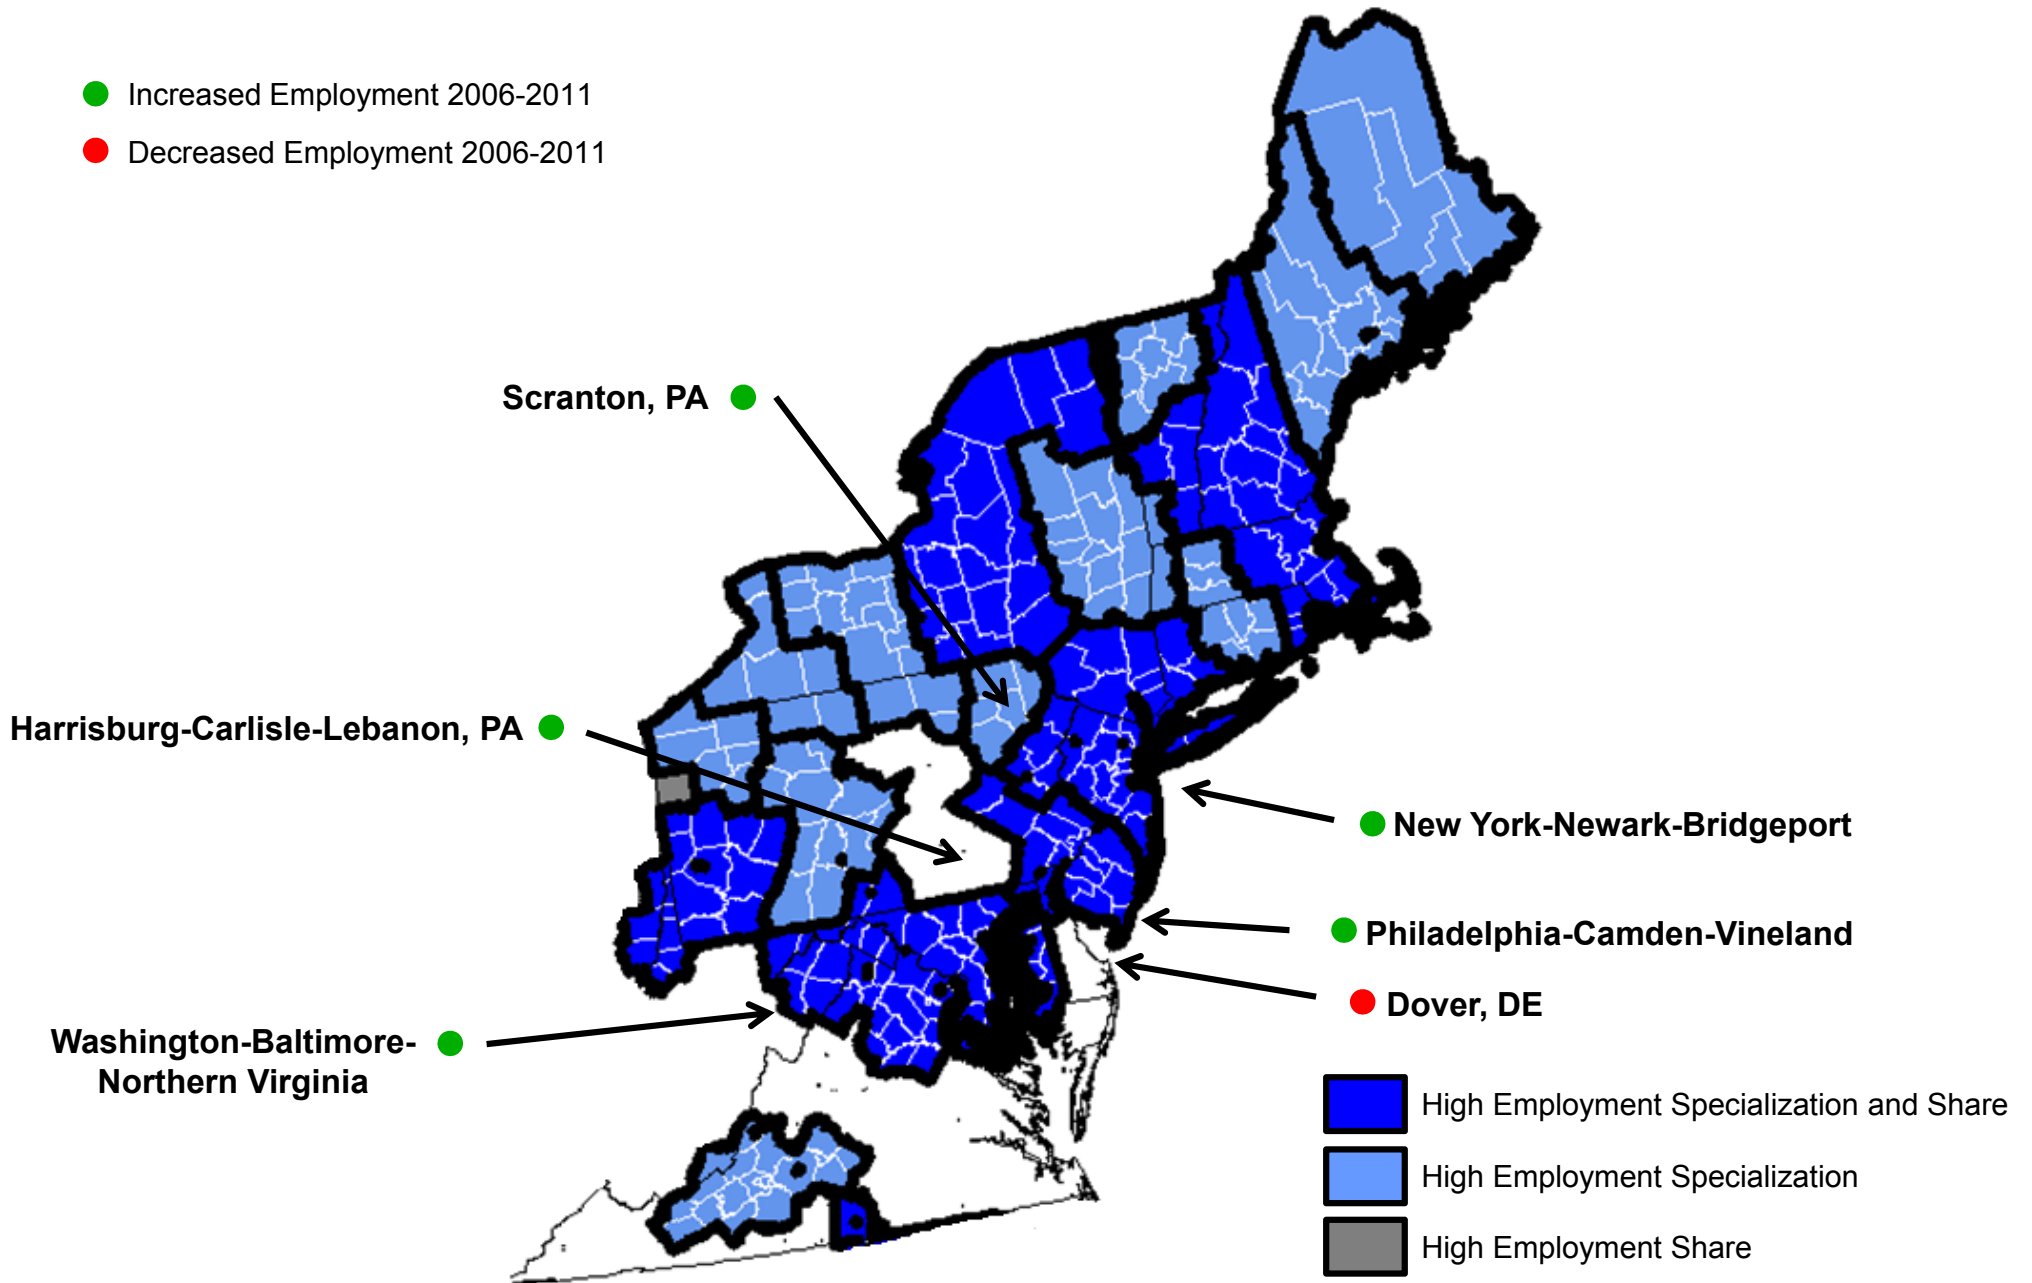 Increased Employment 2006-2011
Decreased Employment 2006-2011
Scranton, PA
Harrisburg-Carlisle-Lebanon, PA
New York-Newark-Bridgeport
Philadelphia-Camden-Vineland
Dover, DE
Washington-Baltimore-
Northern Virginia
High Employment Specialization and Share
High Employment Specialization
High Employment Share